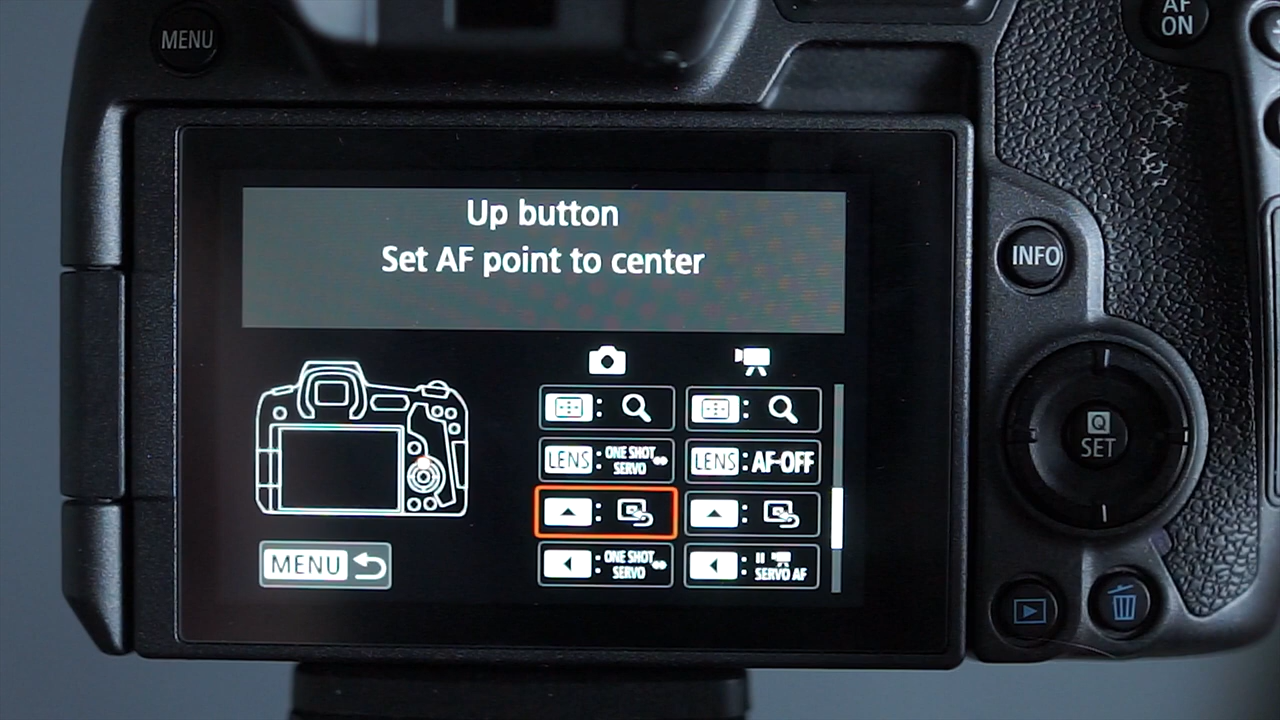 MENU
AF
ON
Up button
Set AF point to center
INFO
LENS: ONE SHOT
SERVO
LENS: AF-OFF
Q
SET
:
:
MENU
: ONE SHOT
SERVO
: SERVO AF